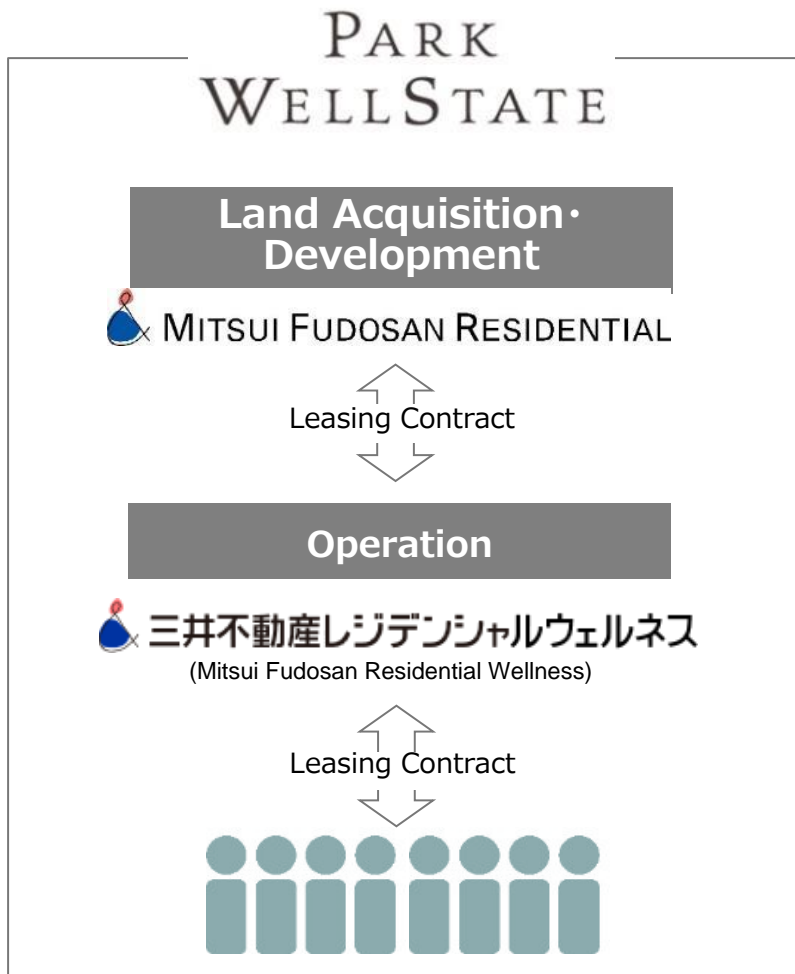 PARK
WELLSTATE
Land Acquisition・
Development
MITSUI FUDOSAN RESIDENTIAL
Leasing Contract
Operation
三井不動産レジデンシャルウェルネス
(Mitsui Fudosan Residential Wellness)
Leasing Contract